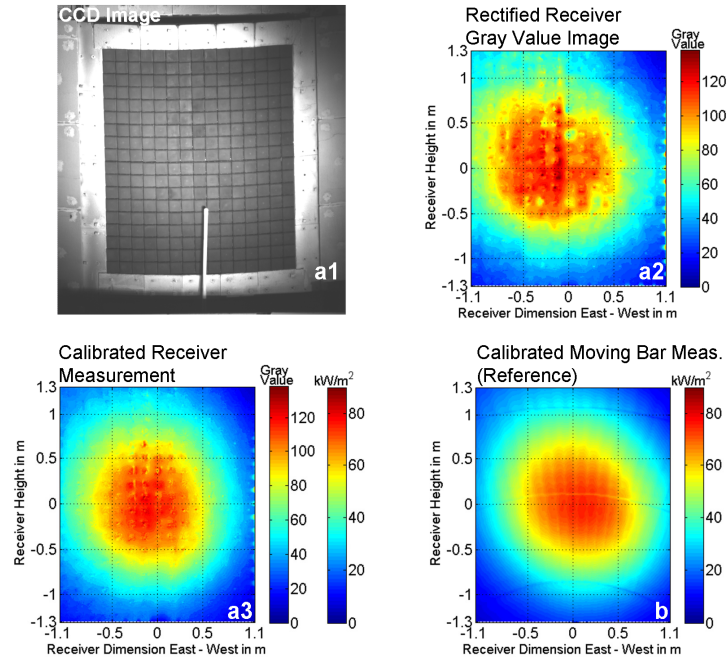 CCD Image
a1
Rectified Receiver
Gray Value Image
Gray
Value
1.3
1
0.5
0
-0.5
-1
-1.3
-1.1 -0.5 0 0.5 1.1
Receiver Height in m
Receiver Dimension East - West in m
120
100
80
60
40
20
0
a2
Calibrated Receiver
Measurement
Gray
Value
kW/m2
1.3
1
0.5
0
-0.5
-1
-1.3
-1.1 -0.5 0 0.5 1.1
Receiver Height in m
Receiver Dimension East - West in m
120
100
80
60
40
20
0
80
60
40
20
0
a3
Calibrated Moving Bar Meas.
(Reference)
kW/m2
1.3
1
0.5
0
-0.5
-1
-1.3
-1.1 -0.5 0 0.5 1.1
Receiver Height in m
Receiver Dimension East - West in m
80
60
40
20
0
b